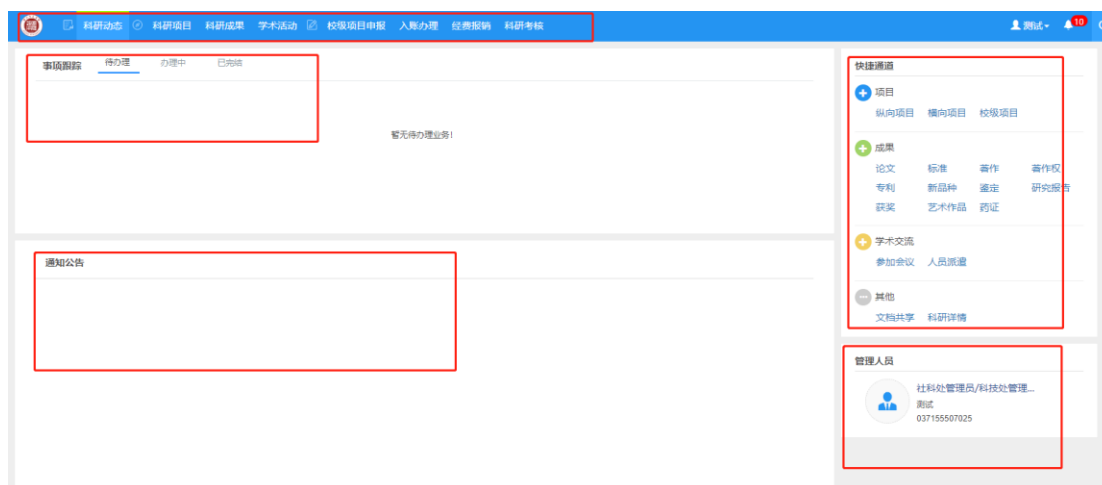 科研动态 科研项目 科研成果 学术活动 校级项目申报 入账办理 经费报销 科研考核 测试 10
事项跟踪 待办理 办理中 已完结
暂无待办理业务!
通知公告
快捷通道
项目
纵向项目 横向项目 校级项目
成果
论文 标准 著作 著作权
专利 新品种 鉴定 研究报告
获奖 艺术作品 药证
学术交流
参加会议 人员派遣
其他
文档共享 科研详情
管理人员
社科处管理员/科技处管理...
测试
037155507025